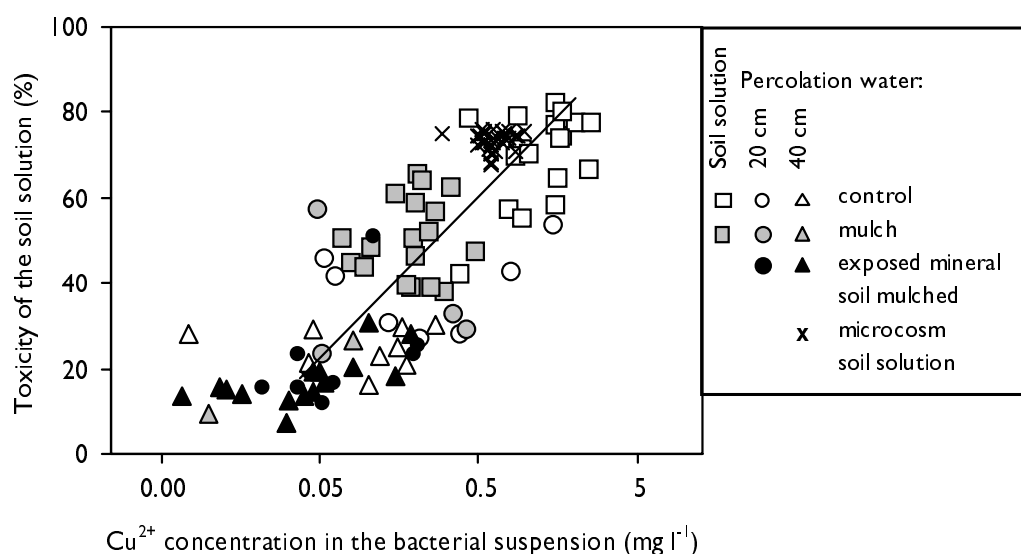 100
80
60
40
20
0
Toxicity of the soil solution (%)
0.00 0.05 0.5 5
Cu²⁺ concentration in the bacterial suspension (mg l⁻¹)
Soil solution
Percolation water:
20 cm
40 cm
control
mulch
exposed mineral
soil mulched
microcosm
soil solution